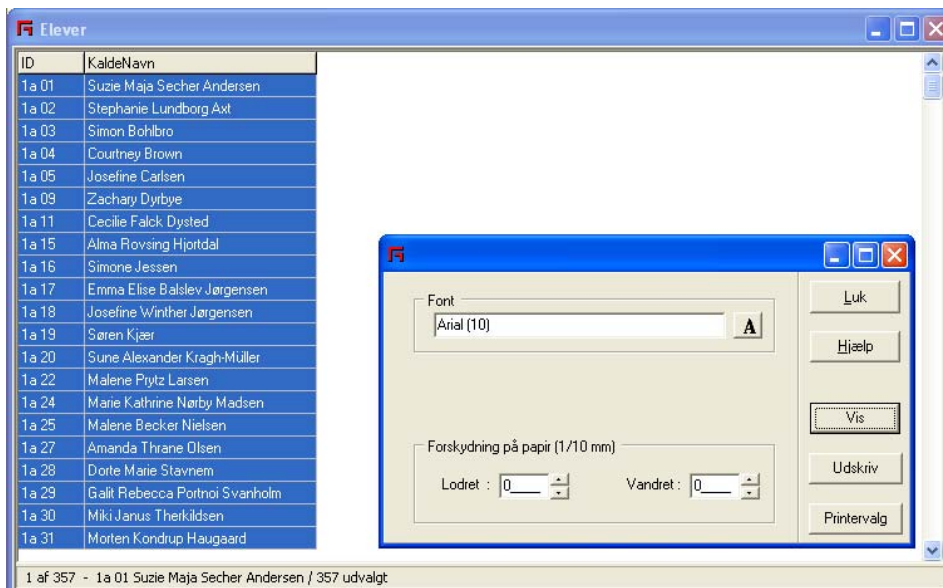 Elever
ID KaldeNavn
1a 01 Suzie Maja Secher Andersen
1a 02 Stephanie Lundborg Axt
1a 03 Simon Bohlbro
1a 04 Courtney Brown
1a 05 Josefine Carlsen
1a 09 Zachary Dyrbye
1a 11 Cecilie Falck Dysted
1a 15 Alma Rovsing Hjortdal
1a 16 Simone Jessen
1a 17 Emma Elise Balslev Jørgensen
1a 18 Josefine Winther Jørgensen
1a 19 Søren Kjær
1a 20 Sune Alexander Kragh-Müller
1a 22 Malene Prytz Larsen
1a 24 Marie Kathrine Nørby Madsen
1a 25 Malene Becker Nielsen
1a 27 Amanda Thrane Olsen
1a 28 Dorte Marie Stavnem
1a 29 Galit Rebecca Portnoi Svanholm
1a 30 Miki Janus Therkildsen
1a 31 Morten Kondrup Haugaard
1 af 357 - 1a 01 Suzie Maja Secher Andersen / 357 udvalgt
Font
Arial (10)
A
Forskydning på papir (1/10 mm)
Lodret : 0____ Vandret : 0____
Luk
Hjælp
Vis
Udskriv
Printervalg